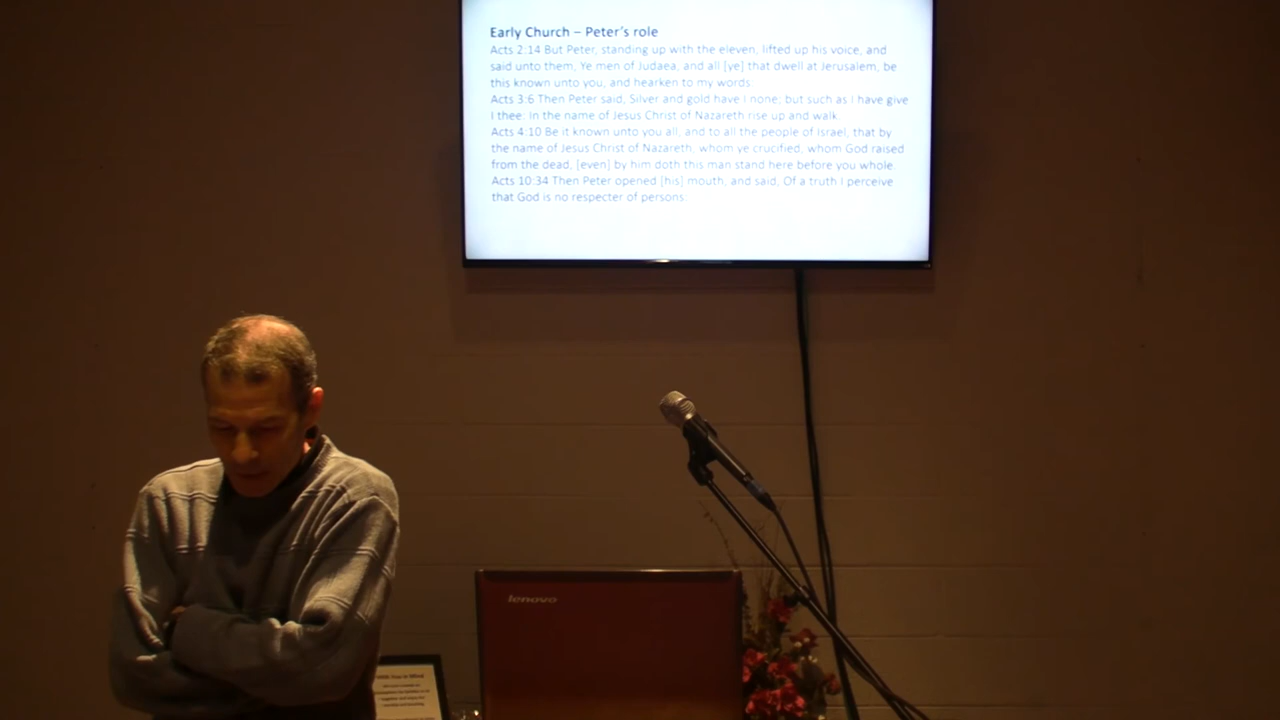 Early Church – Peter's role
Acts 2:14 But Peter, standing up with the eleven, lifted up his voice, and
said unto them, Ye men of Judaea, and all [ye] that dwell at Jerusalem, be
this known unto you, and hearken to my words:
Acts 3:6 Then Peter said, Silver and gold have I none; but such as I have give
I thee: In the name of Jesus Christ of Nazareth rise up and walk.
Acts 4:10 Be it known unto you all, and to all the people of Israel, that by
the name of Jesus Christ of Nazareth, whom ye crucified, whom God raised
from the dead, [even] by him doth this man stand here before you whole.
Acts 10:34 Then Peter opened [his] mouth, and said, Of a truth I perceive
that God is no respecter of persons:
lenovo
With You in Mind